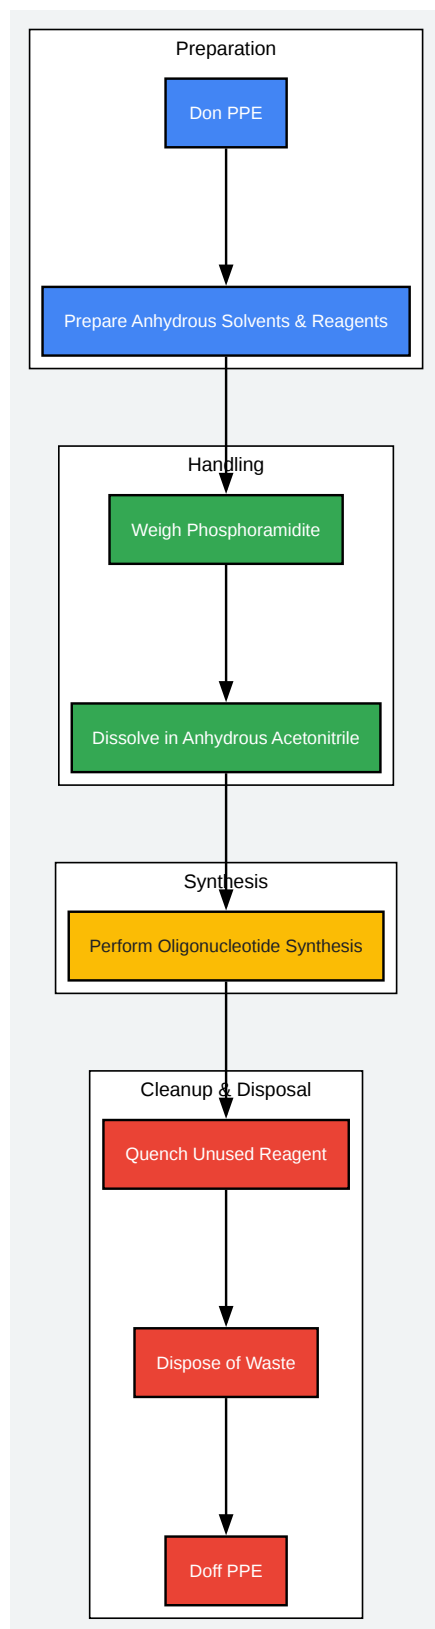 Preparation
Don PPE
Prepare Anhydrous Solvents & Reagents
Handling
Weigh Phosphoramidite
Dissolve in Anhydrous Acetonitrile
Synthesis
Perform Oligonucleotide Synthesis
Cleanup & Disposal
Quench Unused Reagent
Dispose of Waste
Doff PPE